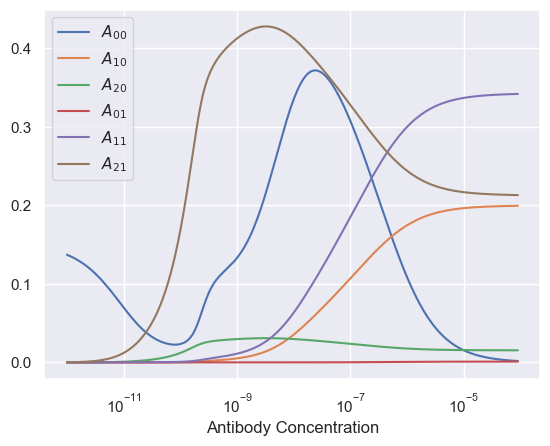 A₀₀
A₁₀
A₂₀
A₀₁
A₁₁
A₂₁
0.4
0.3
0.2
0.1
0.0
10⁻¹¹ 10⁻⁹ 10⁻⁷ 10⁻⁵
Antibody Concentration